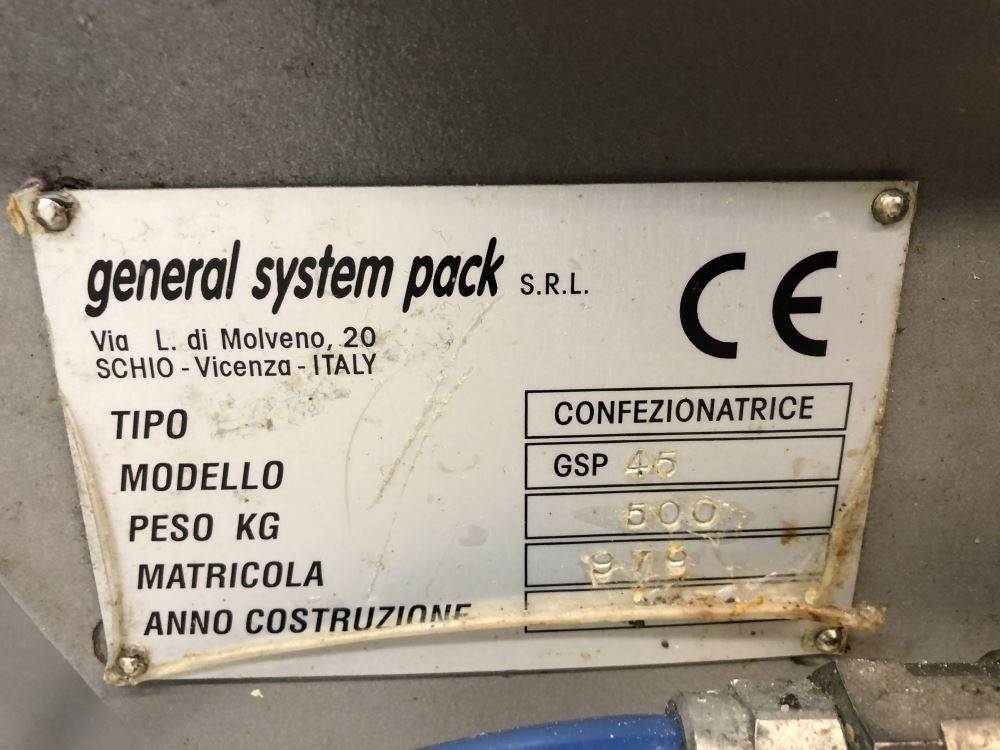 general system pack S.R.L.
CE
Via L. di Molveno, 20
SCHIO - Vicenza - ITALY
TIPO CONFEZIONATRICE
MODELLO GSP 45
PESO KG 500
MATRICOLA 979
ANNO COSTRUZIONE